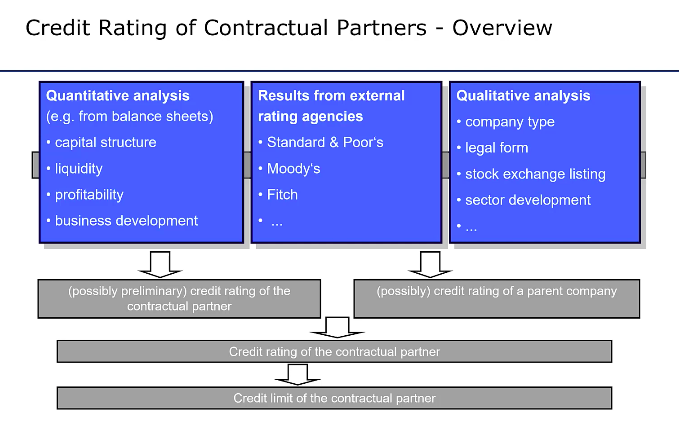 Credit Rating of Contractual Partners - Overview
Quantitative analysis
(e.g. from balance sheets)
• capital structure
• liquidity
• profitability
• business development
Results from external
rating agencies
• Standard & Poor‘s
• Moody‘s
• Fitch
• ...
Qualitative analysis
• company type
• legal form
• stock exchange listing
• sector development
• ...
(possibly preliminary) credit rating of the
contractual partner
(possibly) credit rating of a parent company
Credit rating of the contractual partner
Credit limit of the contractual partner